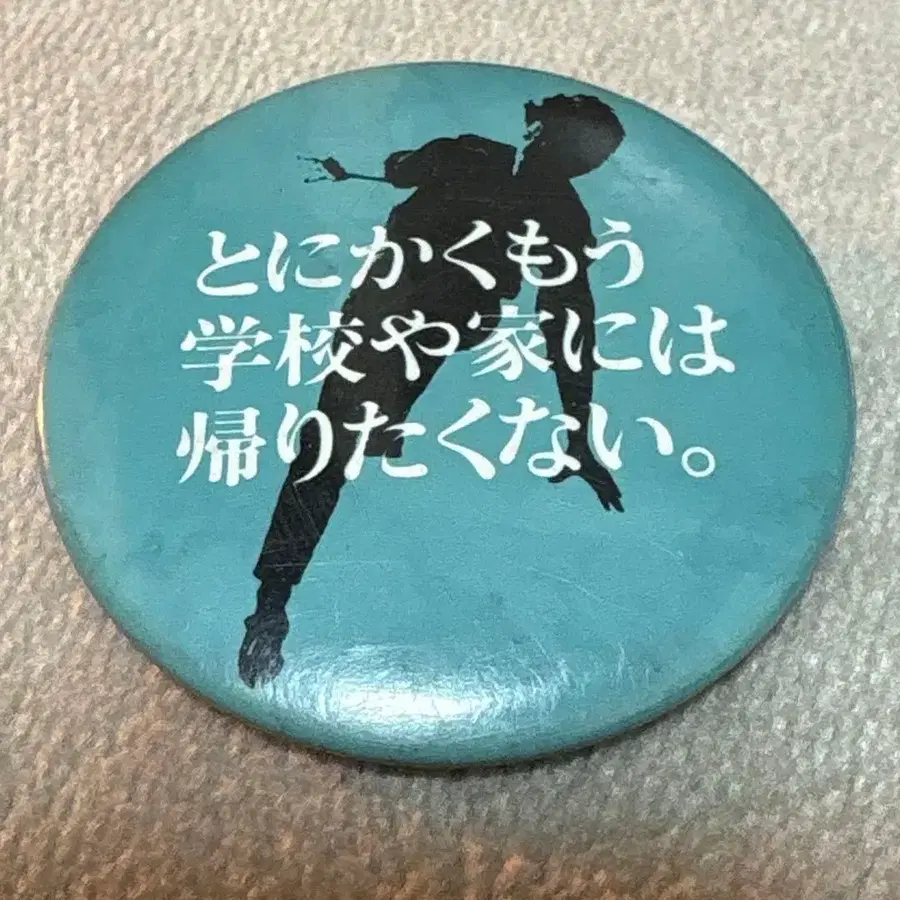 とにかくもう
学校や家には
帰りたくない。